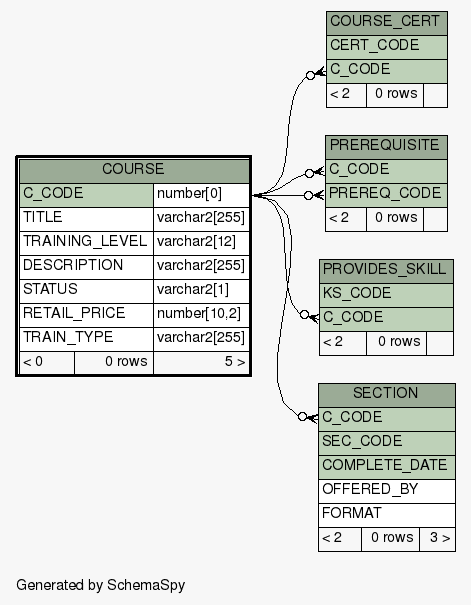 COURSE
C_CODE number[0]
TITLE varchar2[255]
TRAINING_LEVEL varchar2[12]
DESCRIPTION varchar2[255]
STATUS varchar2[1]
RETAIL_PRICE number[10,2]
TRAIN_TYPE varchar2[255]
< 0 0 rows 5 >
COURSE_CERT
CERT_CODE
C_CODE
< 2 0 rows
PREREQUISITE
C_CODE
PREREQ_CODE
< 2 0 rows
PROVIDES_SKILL
KS_CODE
C_CODE
< 2 0 rows
SECTION
C_CODE
SEC_CODE
COMPLETE_DATE
OFFERED_BY
FORMAT
< 2 0 rows 3 >
Generated by SchemaSpy